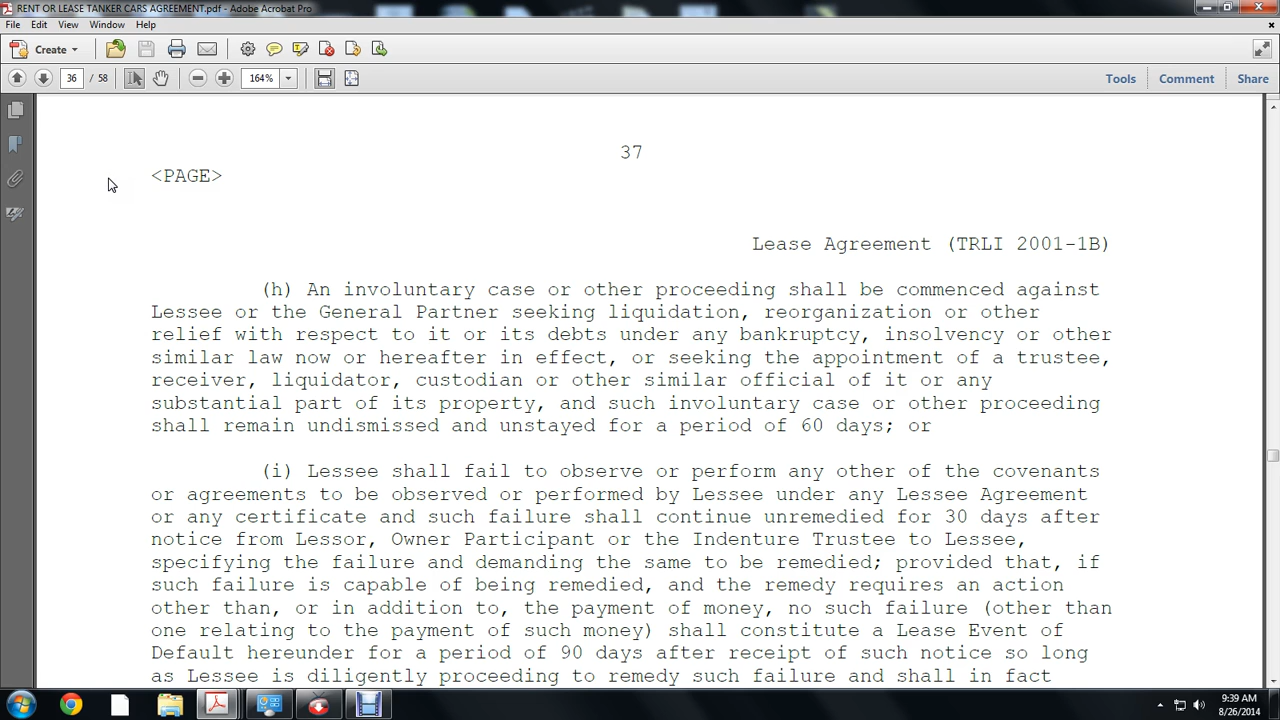 RENT OR LEASE TANKER CARS AGREEMENT.pdf - Adobe Acrobat Pro
File Edit View Window Help
Create
36 / 58 164% Tools Comment Share
37
<PAGE>
Lease Agreement (TRLI 2001-1B)
(h) An involuntary case or other proceeding shall be commenced against
Lessee or the General Partner seeking liquidation, reorganization or other
relief with respect to it or its debts under any bankruptcy, insolvency or other
similar law now or hereafter in effect, or seeking the appointment of a trustee,
receiver, liquidator, custodian or other similar official of it or any
substantial part of its property, and such involuntary case or other proceeding
shall remain undismissed and unstayed for a period of 60 days; or
(i) Lessee shall fail to observe or perform any other of the covenants
or agreements to be observed or performed by Lessee under any Lessee Agreement
or any certificate and such failure shall continue unremedied for 30 days after
notice from Lessor, Owner Participant or the Indenture Trustee to Lessee,
specifying the failure and demanding the same to be remedied; provided that, if
such failure is capable of being remedied, and the remedy requires an action
other than, or in addition to, the payment of money, no such failure (other than
one relating to the payment of such money) shall constitute a Lease Event of
Default hereunder for a period of 90 days after receipt of such notice so long
as Lessee is diligently proceeding to remedy such failure and shall in fact
9:39 AM
8/26/2014